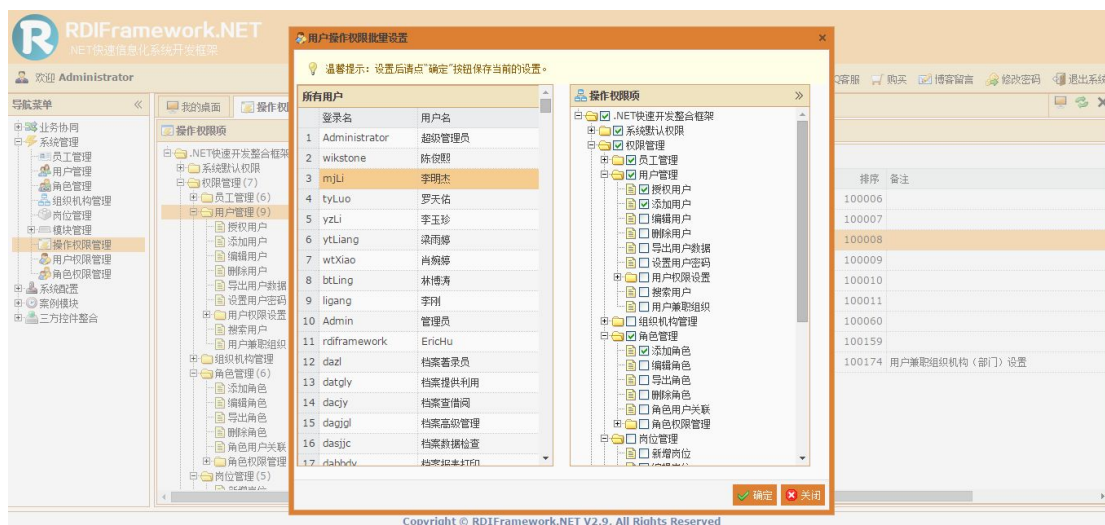 RDIFramework.NET
.NET快速信息化系统开发框架
欢迎 Administrator
QQ客服 购买 博客留言 修改密码 退出系统
导航菜单
业务协同
系统管理
员工管理
用户管理
角色管理
组织机构管理
岗位管理
模块管理
操作权限管理
用户权限管理
角色权限管理
系统配置
案例模块
三方控件整合
我的桌面 操作权
操作权限项
.NET快速开发整合框架
系统默认权限
权限管理(7)
员工管理(6)
用户管理(9)
授权用户
添加用户
编辑用户
删除用户
导出用户数据
设置用户密码
用户权限设置
搜索用户
用户兼职组织
组织机构管理
角色管理(6)
添加角色
编辑角色
导出角色
删除角色
角色用户关联
角色权限管理
岗位管理(5)
用户操作权限批量设置
温馨提示:设置后请点"确定"按钮保存当前的设置。
所有用户
登录名 用户名
1 Administrator 超级管理员
2 wikstone 陈俊熙
3 mjLi 李明杰
4 tyLuo 罗天佑
5 yzLi 李玉珍
6 ytLiang 梁雨婷
7 wtXiao 肖婉婷
8 btLing 林博涛
9 ligang 李刚
10 Admin 管理员
11 rdiframework EricHu
12 dazl 档案著录员
13 datgly 档案提供利用
14 dacjy 档案查借阅
15 dagjgl 档案高级管理
16 dasjjc 档案数据检查
17 dabbdy 档案报表打印
操作权限项
.NET快速开发整合框架
系统默认权限
权限管理
员工管理
用户管理
授权用户
添加用户
编辑用户
删除用户
导出用户数据
设置用户密码
用户权限设置
搜索用户
用户兼职组织
组织机构管理
角色管理
添加角色
编辑角色
导出角色
删除角色
角色用户关联
角色权限管理
岗位管理
新增岗位
编辑岗位
确定 关闭
排序 备注
100006
100007
100008
100009
100010
100011
100060
100159
100174 用户兼职组织机构(部门)设置
Copyright © RDIFramework.NET V2.9. All Rights Reserved